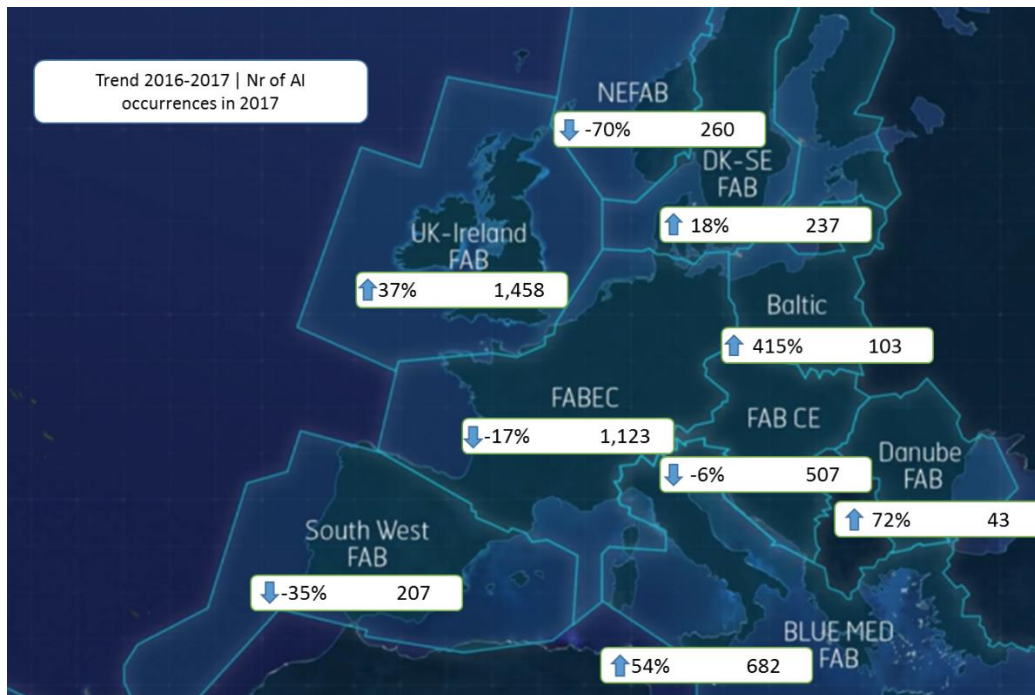 Trend 2016-2017 | Nr of AI
occurrences in 2017
NEFAB
-70% 260
DK-SE
FAB
18% 237
UK-Ireland
FAB
37% 1,458
Baltic
415% 103
FABEC
-17% 1,123
FAB CE
-6% 507
Danube
FAB
72% 43
South West
FAB
-35% 207
BLUE MED
FAB
54% 682